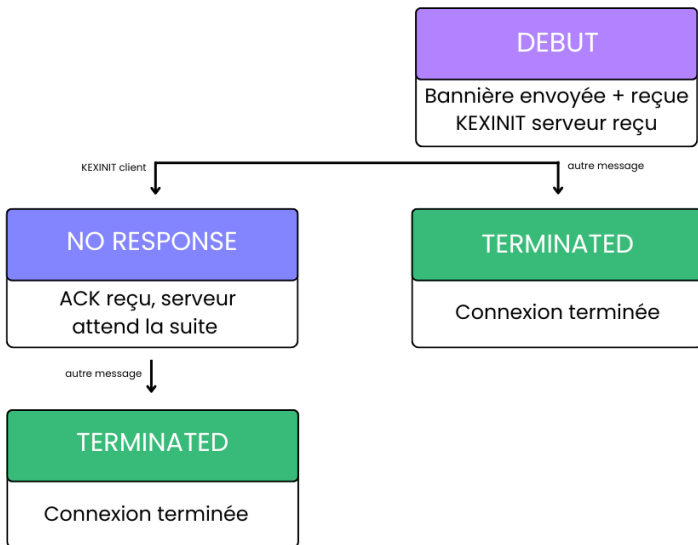 DEBUT
Bannière envoyée + reçue
KEXINIT serveur reçu
KEXINIT client
autre message
NO RESPONSE
ACK reçu, serveur
attend la suite
TERMINATED
Connexion terminée
autre message
TERMINATED
Connexion terminée